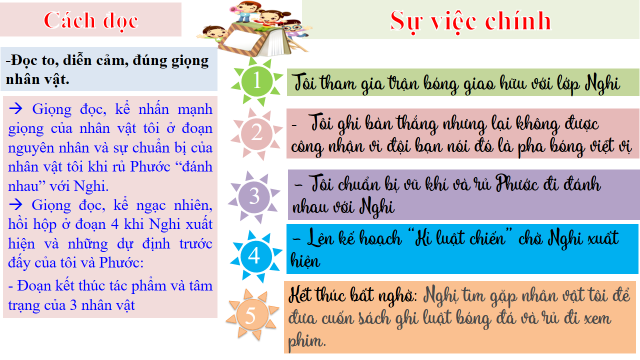 Cách đọc
-Đọc to, diễn cảm, đúng giọng
nhân vật.
→ Giọng đọc, kể nhấn mạnh
giọng của nhân vật tôi ở đoạn
nguyên nhân và sự chuẩn bị của
nhân vật tôi khi rủ Phước “đánh
nhau” với Nghi.
→ Giọng đọc, kể ngạc nhiên,
hồi hộp ở đoạn 4 khi Nghi xuất
hiện và những dự định trước
đấy của tôi và Phước:
- Đoạn kết thúc tác phẩm và tâm
trạng của 3 nhân vật
Sự việc chính
1
Tôi tham gia trận bóng giao hữu với lớp Nghi
2
- Tôi ghi bàn thắng nhưng lại không được
công nhận vì đội bạn nói đó là pha bóng việt vị
3
– Tôi chuẩn bị vũ khí và rủ Phước đi đánh
nhau với Nghi
4
– Lên kế hoạch “Kì luật chiến” chờ Nghi xuất
hiện
5
Kết thúc bất ngờ: Nghị tìm gặp nhân vật tôi để
đưa cuốn sách ghi luật bóng đá và rủ đi xem
phim.